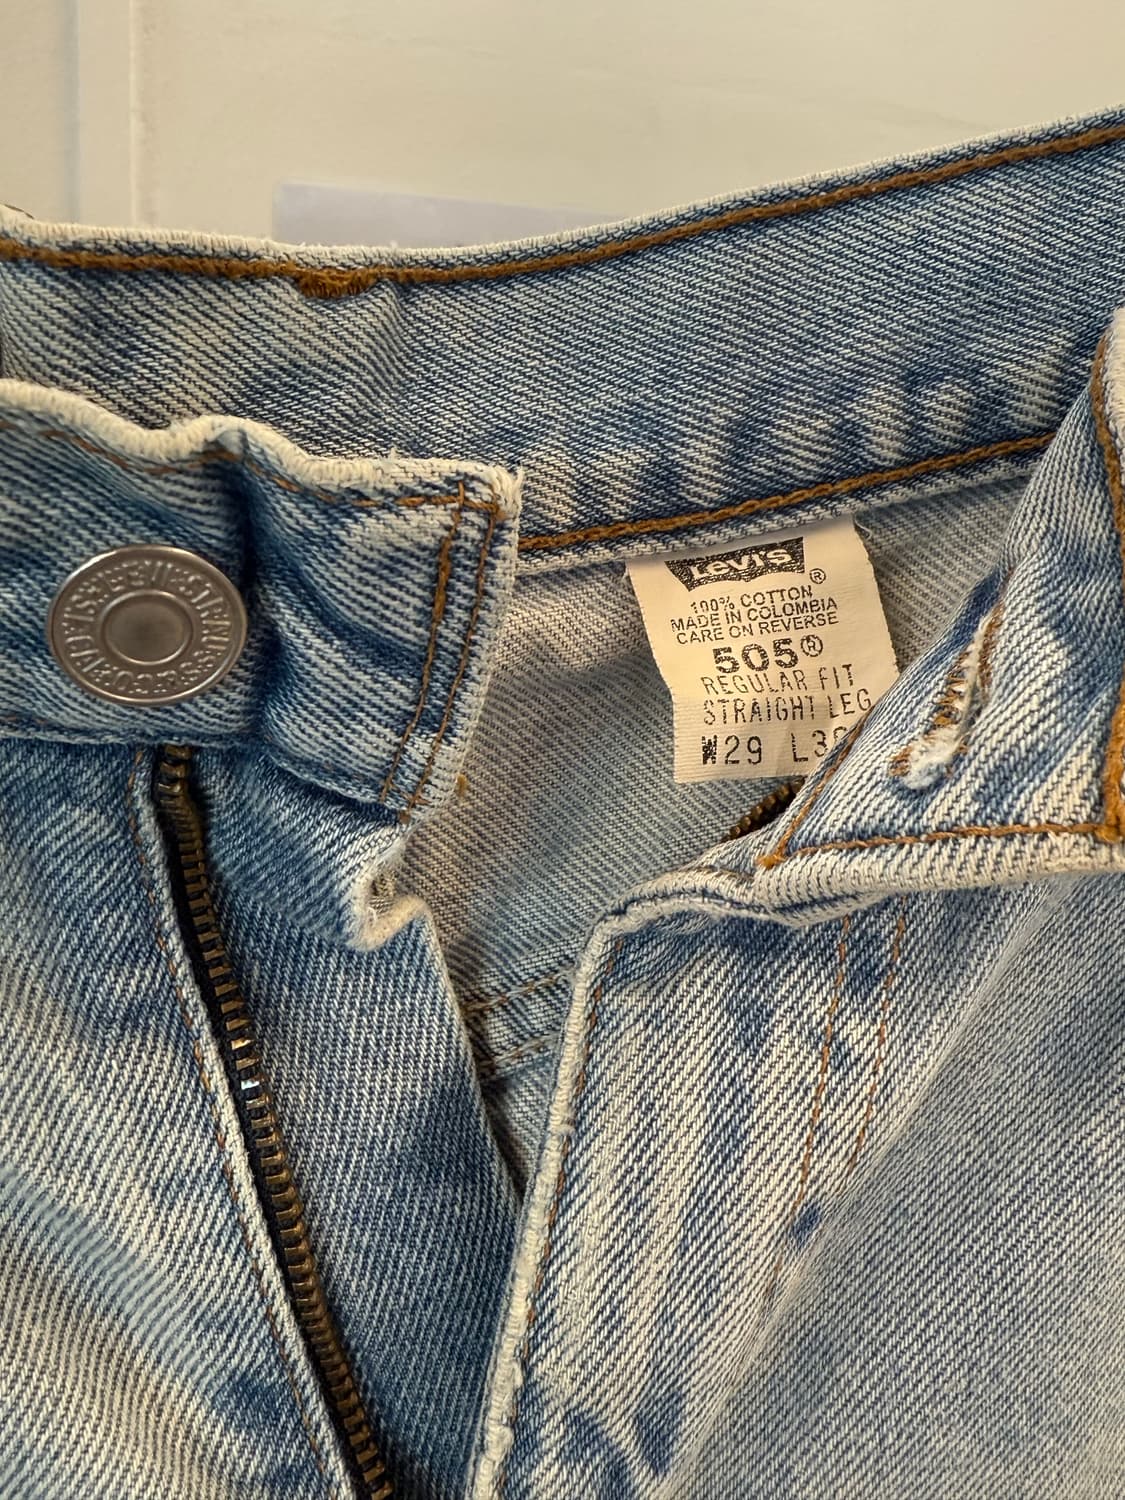 Levi's ®
100% COTTON
MADE IN COLOMBIA
CARE ON REVERSE
505®
REGULAR FIT
STRAIGHT LEG
W29